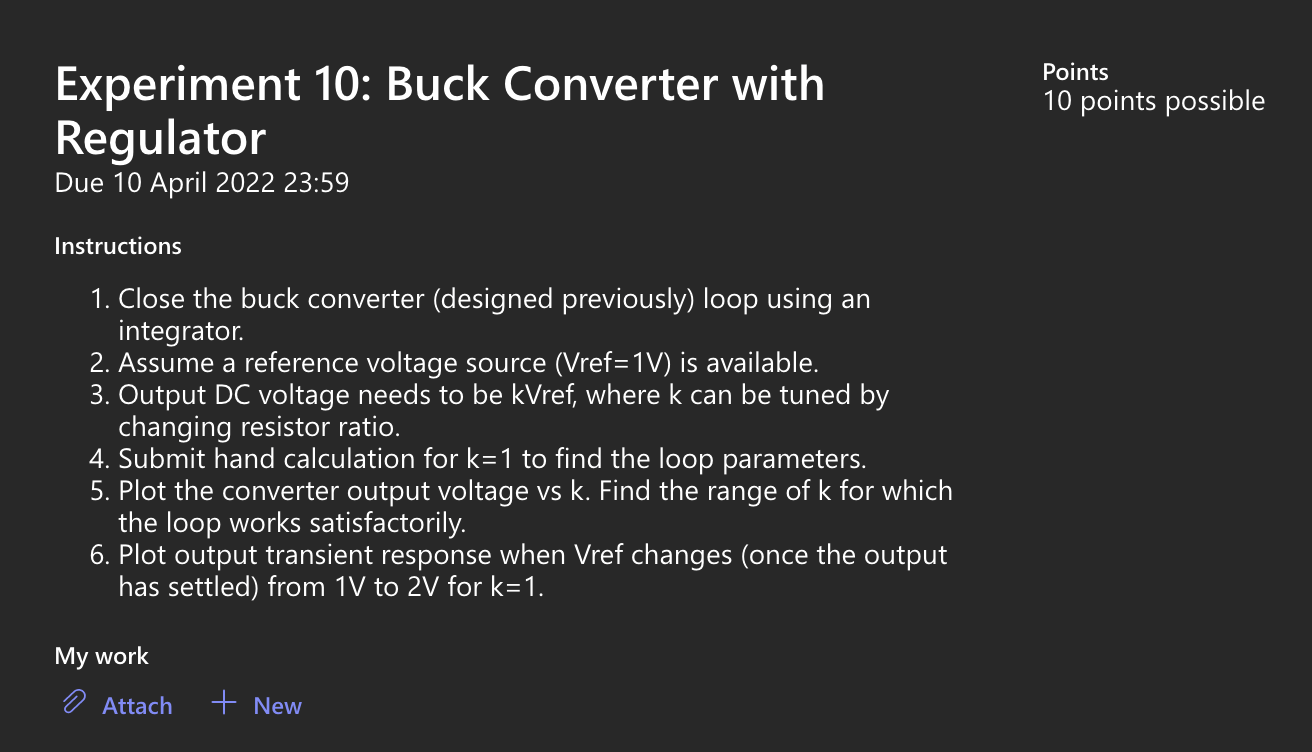 Experiment 10: Buck Converter with
Regulator
Due 10 April 2022 23:59
Points
10 points possible
Instructions
1. Close the buck converter (designed previously) loop using an
integrator.
2. Assume a reference voltage source (Vref=1V) is available.
3. Output DC voltage needs to be kVref, where k can be tuned by
changing resistor ratio.
4. Submit hand calculation for k=1 to find the loop parameters.
5. Plot the converter output voltage vs k. Find the range of k for which
the loop works satisfactorily.
6. Plot output transient response when Vref changes (once the output
has settled) from 1V to 2V for k=1.
My work
Attach
New